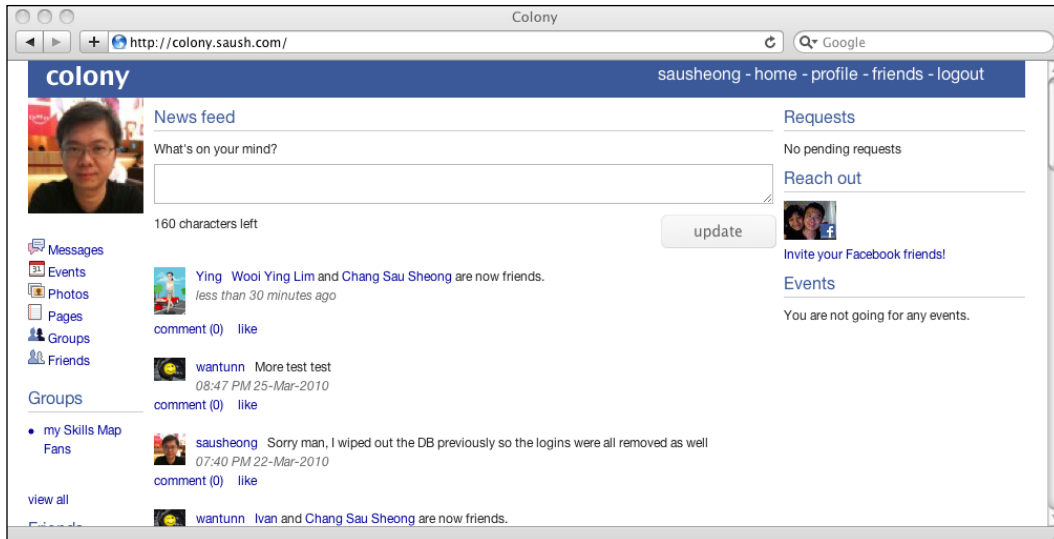 Colony
http://colony.saush.com/
Google
colony
sausheong - home - profile - friends - logout
Messages
Events
Photos
Pages
Groups
Friends
Groups
my Skills Map
Fans
view all
Friends
News feed
What's on your mind?
160 characters left
update
Ying Wooi Ying Lim and Chang Sau Sheong are now friends.
less than 30 minutes ago
comment (0) like
wantunn More test test
08:47 PM 25-Mar-2010
comment (0) like
sausheong Sorry man, I wiped out the DB previously so the logins were all removed as well
07:40 PM 22-Mar-2010
comment (0) like
wantunn Ivan and Chang Sau Sheong are now friends.
Requests
No pending requests
Reach out
f
Invite your Facebook friends!
Events
You are not going for any events.